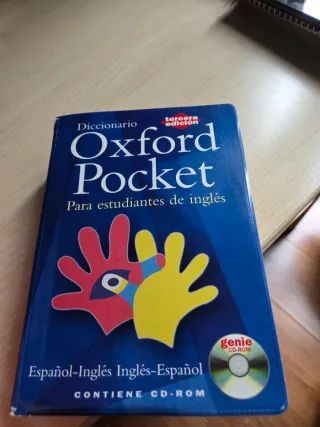 Diccionario
tercera
edición
Oxford
Pocket
Para estudiantes de inglés
genie
CD-ROM
Español-Inglés Inglés-Español
CONTIENE CD-ROM